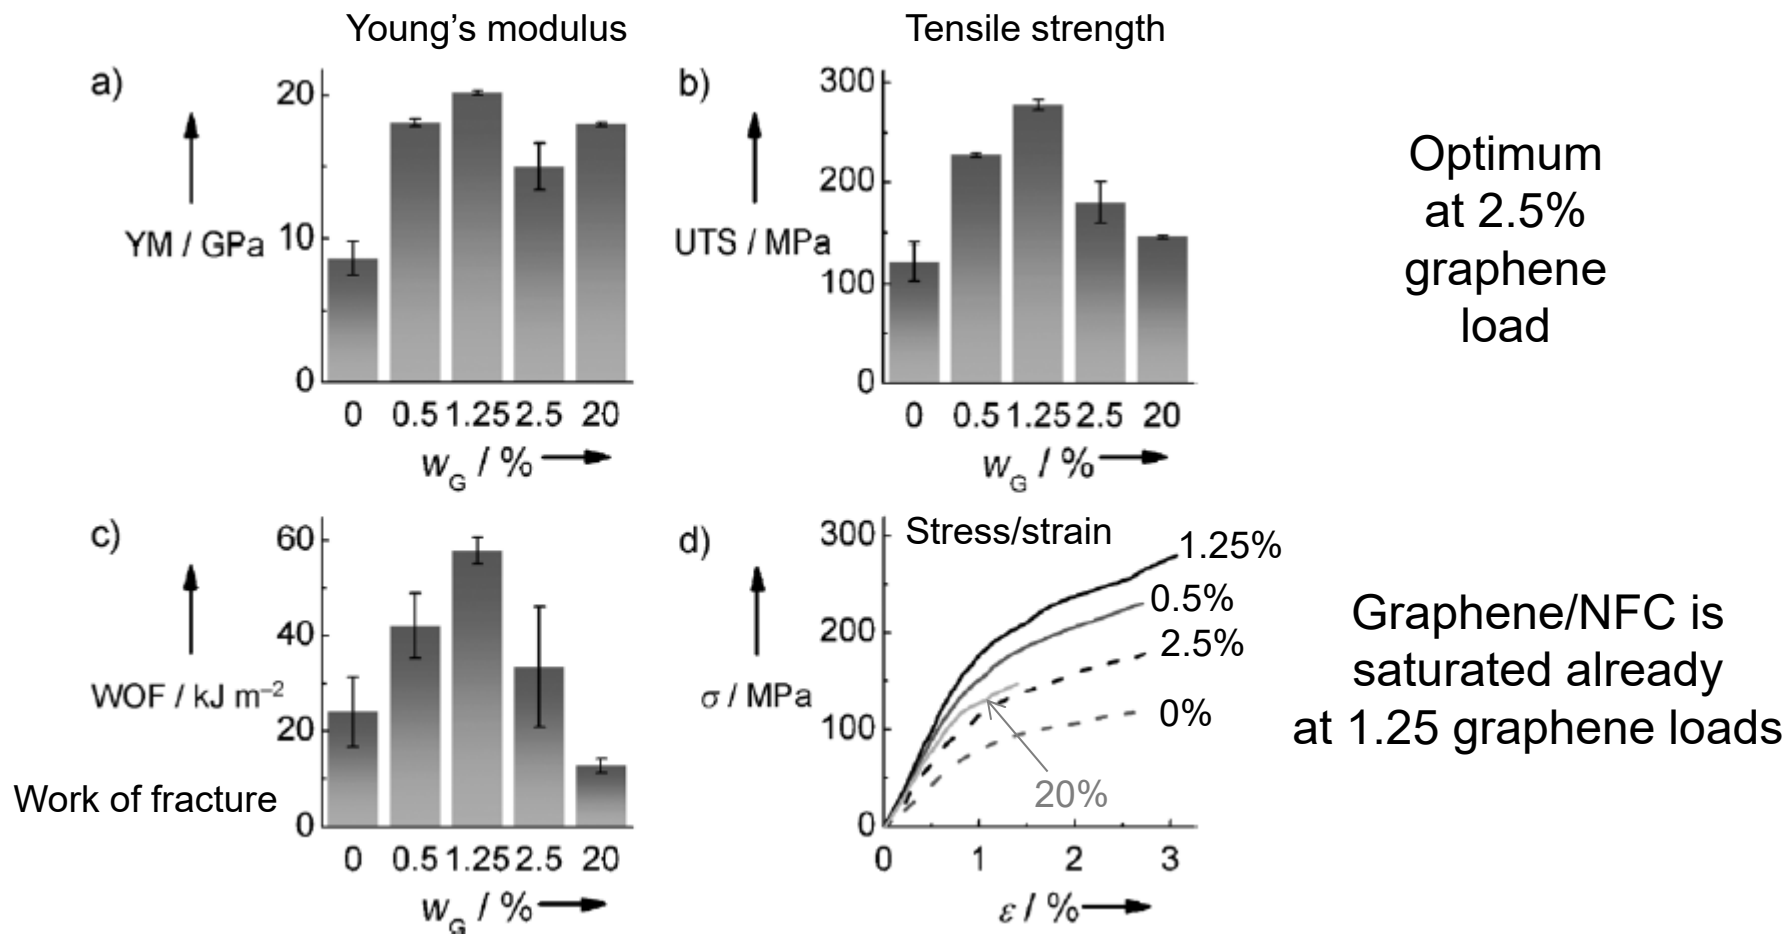 Young’s modulus
a)
20
10
0
YM / GPa
0 0.5 1.25 2.5 20
wG / %
Tensile strength
b)
300
200
100
0
UTS / MPa
0 0.5 1.25 2.5 20
wG / %
Optimum
at 2.5%
graphene
load
c)
60
40
20
0
WOF / kJ m⁻²
Work of fracture
0 0.5 1.25 2.5 20
wG / %
d)
Stress/strain
300
200
100
0
σ / MPa
1.25%
0.5%
2.5%
0%
20%
0 1 2 3
ε / %
Graphene/NFC is
saturated already
at 1.25 graphene loads